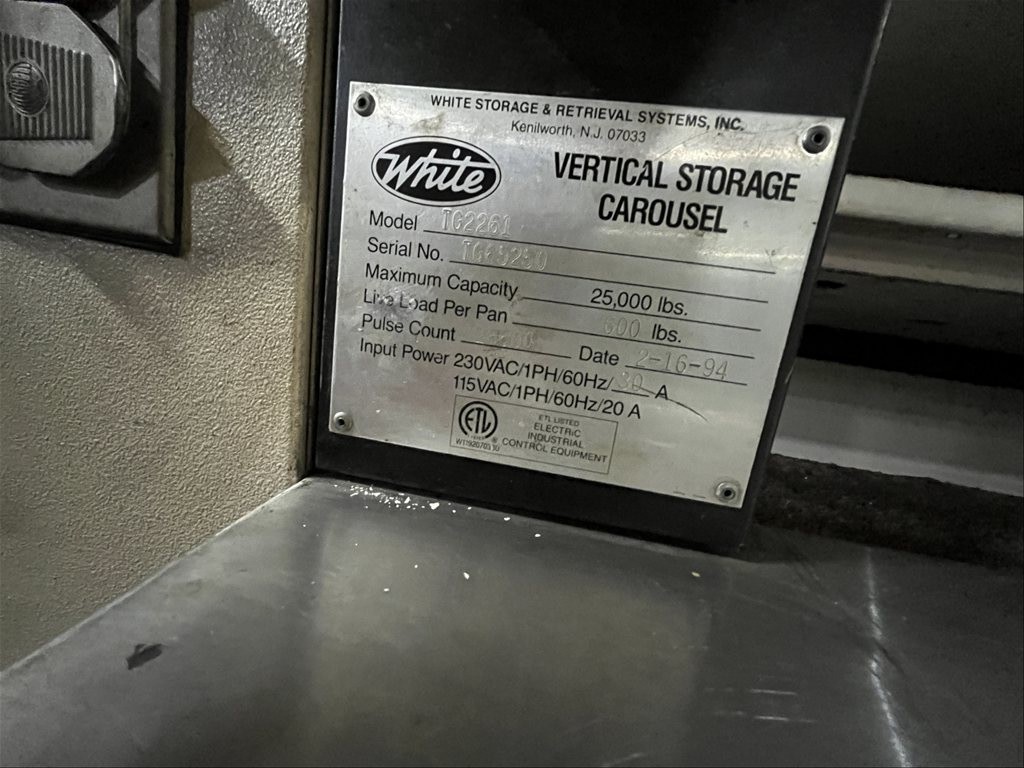 WHITE STORAGE & RETRIEVAL SYSTEMS, INC.
Kenilworth, N.J. 07033
White
VERTICAL STORAGE
CAROUSEL
Model TG2261
Serial No.
Maximum Capacity 25,000 lbs.
Live Load Per Pan lbs.
Pulse Count Date 2-16-94
Input Power 230VAC/1PH/60Hz/30 A
115VAC/1PH/60Hz/20 A
ETL
ETL LISTED
ELECTRIC
INDUSTRIAL
CONTROL EQUIPMENT